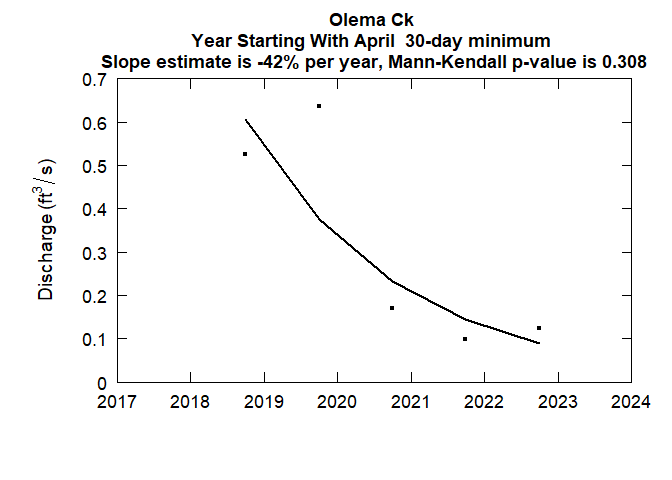 Olema Ck
Year Starting With April  30-day minimum
Slope estimate is -42% per year, Mann-Kendall p-value is 0.308
Discharge (ft³/s)
0.7
0.6
0.5
0.4
0.3
0.2
0.1
0
2017 2018 2019 2020 2021 2022 2023 2024